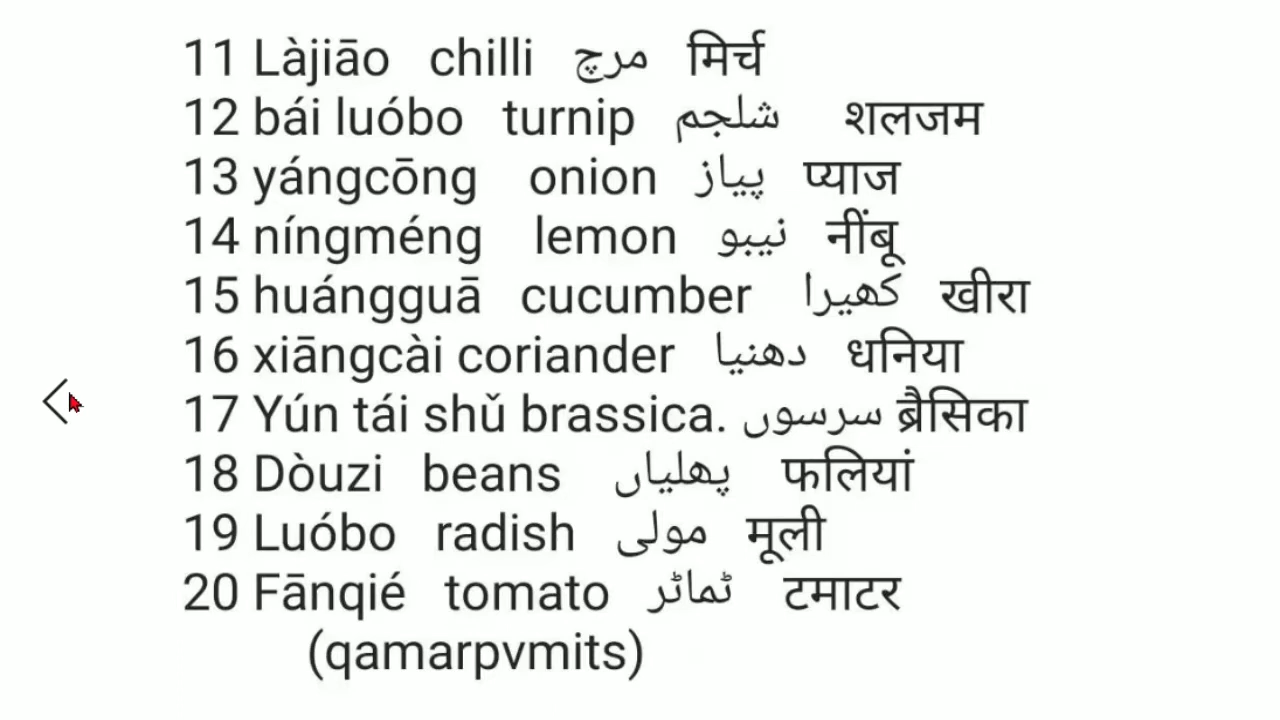 11 Làjiāo chilli مرچ मिर्च
12 bái luóbo turnip شلجم शलजम
13 yángcōng onion پیاز प्याज
14 níngméng lemon نیبو नींबू
15 huángguā cucumber کھیرا खीरा
16 xiāngcài coriander دھنیا धनिया
17 Yún tái shǔ brassica. سرسوں ब्रैसिका
18 Dòuzi beans پھلیاں फलियां
19 Luóbo radish مولی मूली
20 Fānqié tomato ٹماٹر टमाटर
(qamarpvmits)